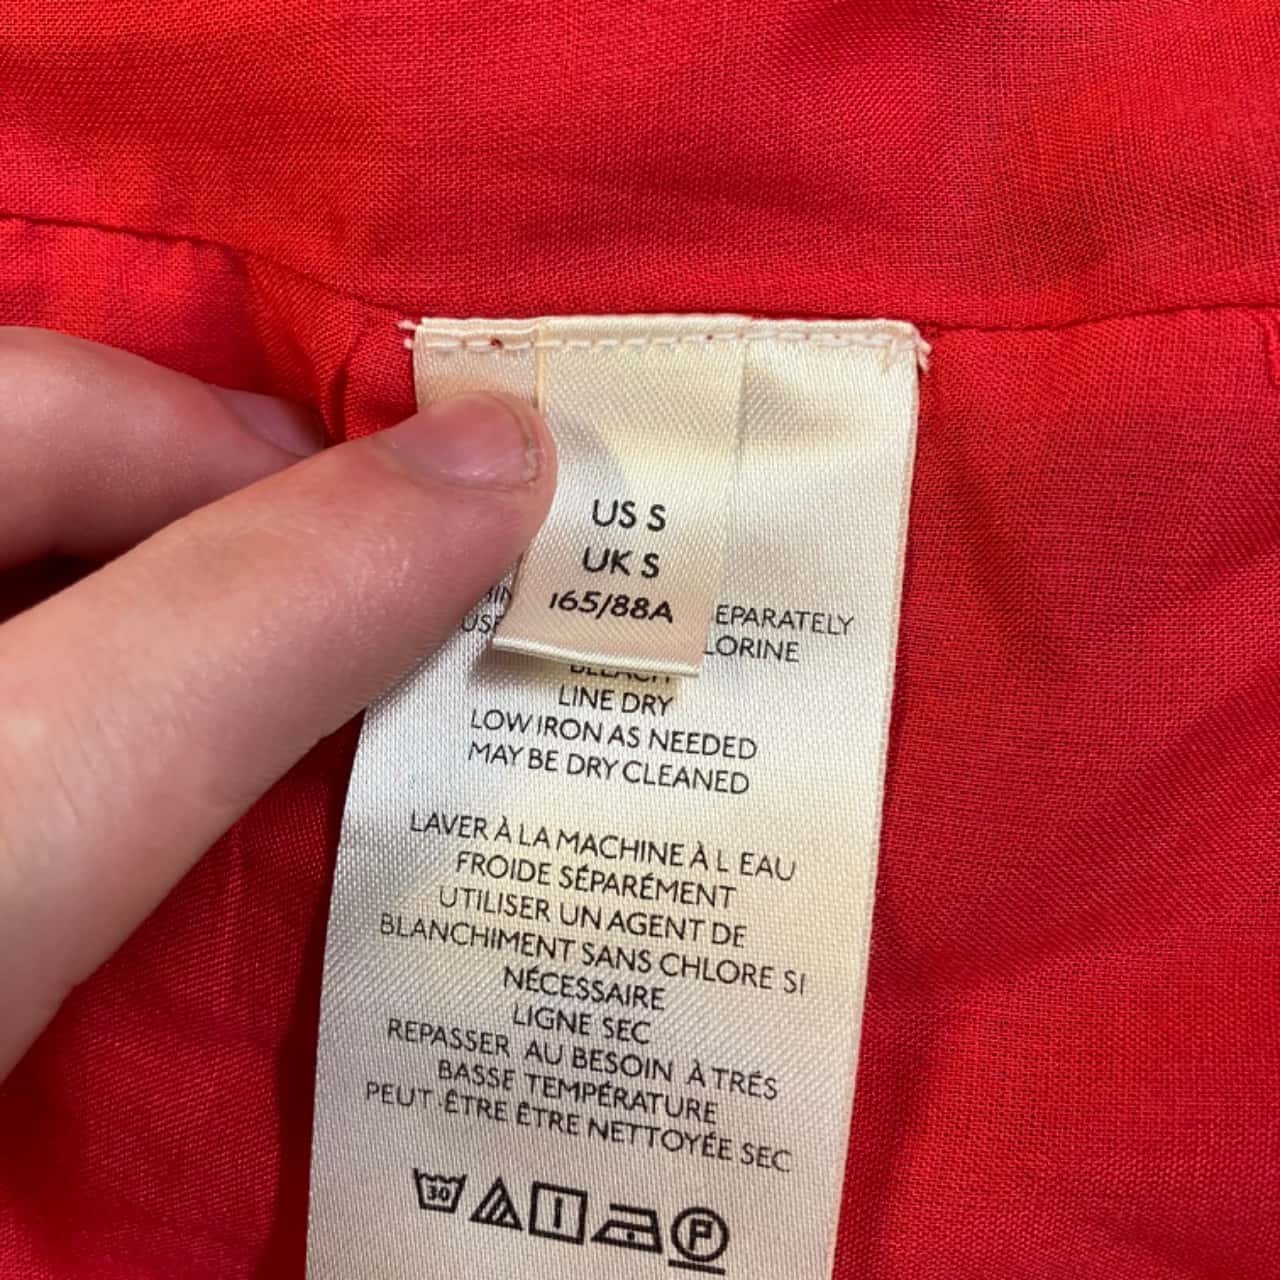 US S
UK S
165/88A
EPARATELY
LORINE
BLEACH
LINE DRY
LOW IRON AS NEEDED
MAY BE DRY CLEANED
LAVER À LA MACHINE À L EAU
FROIDE SÉPARÉMENT
UTILISER UN AGENT DE
BLANCHIMENT SANS CHLORE SI
NÉCESSAIRE
LIGNE SEC
REPASSER AU BESOIN À TRÉS
BASSE TEMPÉRATURE
PEUT ÊTRE ÊTRE NETTOYÉE SEC
30
P